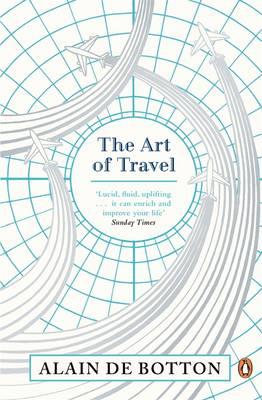 The Art
of Travel
‘Lucid, fluid, uplifting
. . . it can enrich and
improve your life’
Sunday Times
ALAIN DE BOTTON